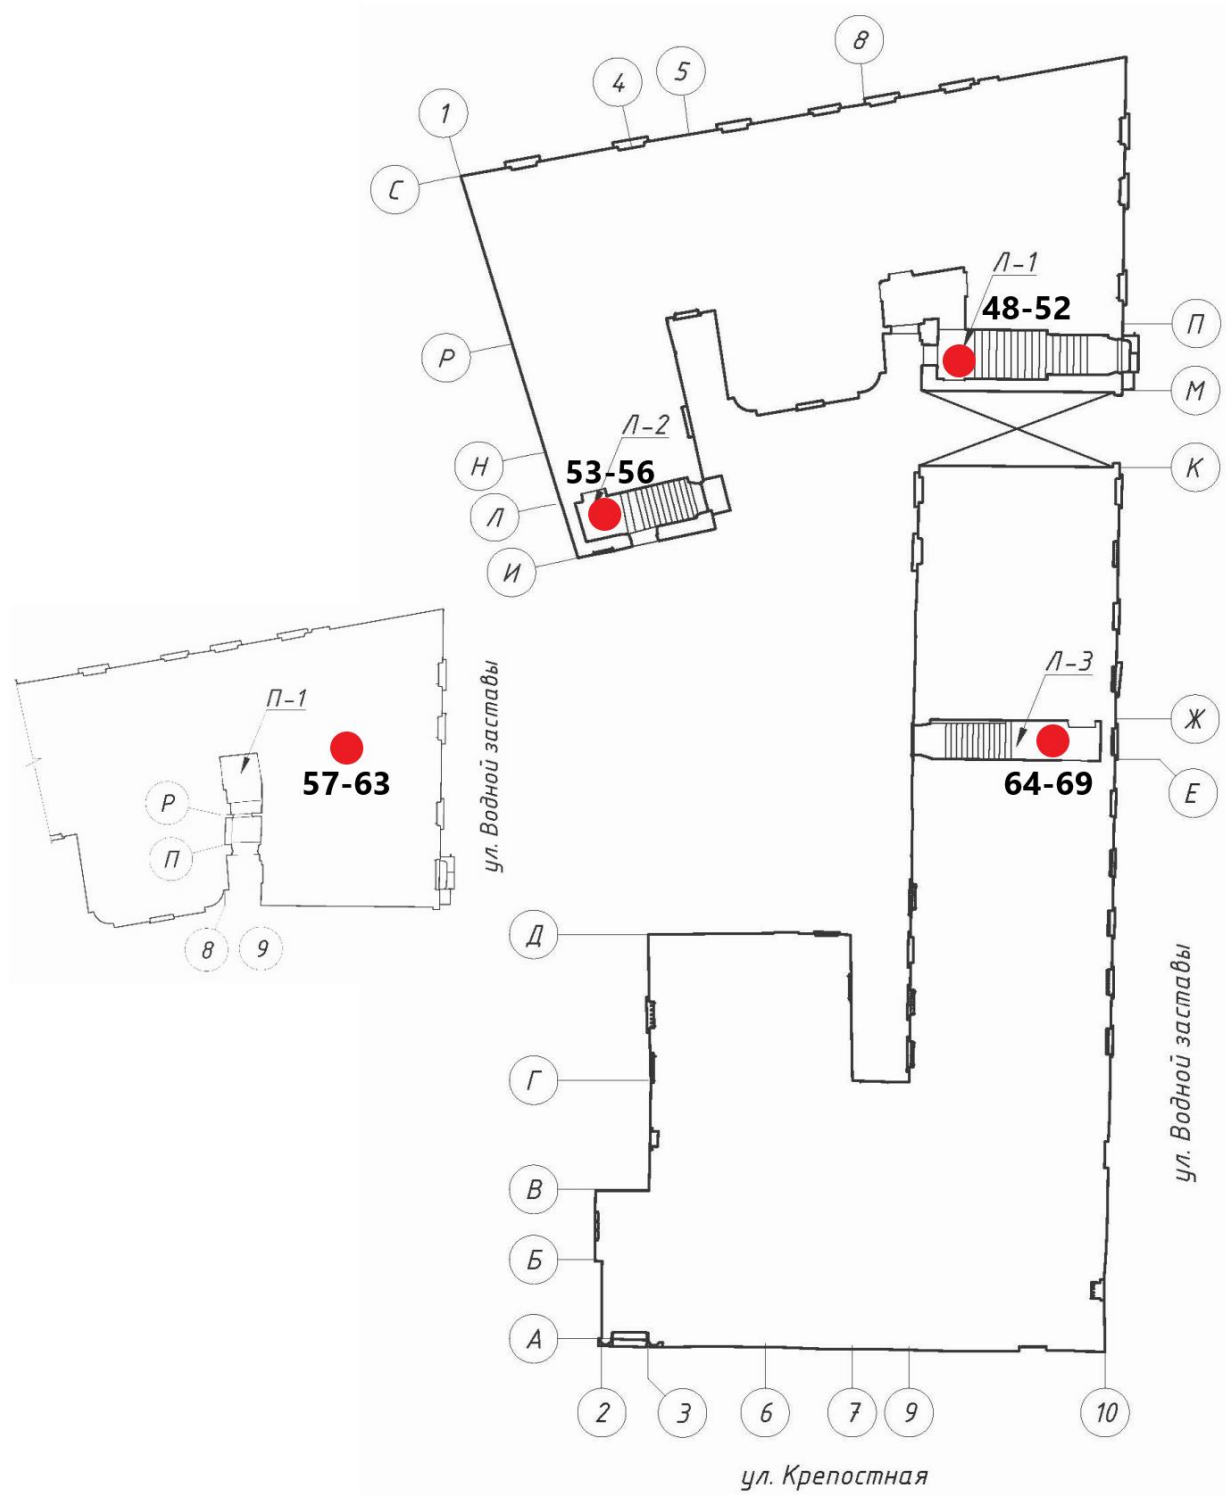 8
5
4
1
С
Л-1
48-52
П
Р
М
Л-2
Н
53-56
К
Л
И
Л-3
П-1
Ж
57-63
64-69
Е
Р
П
ул. Водной заставы
8
9
Д
Г
ул. Водной заставы
В
Б
А
2
3
6
7
9
10
ул. Крепостная